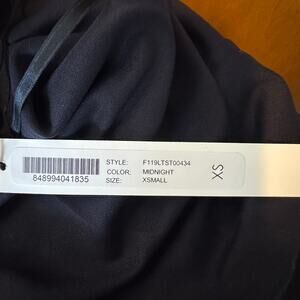 STYLE: F119LTST00434
COLOR: MIDNIGHT
SIZE: XSMALL
848994041835
XS